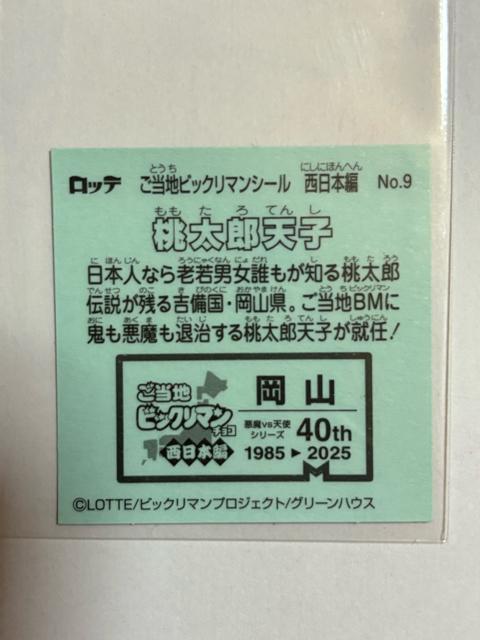 ロッテ ご当地ビックリマンシール 西日本編 No.9
桃太郎天子
日本人なら老若男女誰もが知る桃太郎
伝説が残る吉備国・岡山県。ご当地BMに
鬼も悪魔も退治する桃太郎天子が就任！
ご当地
ビックリマン
チョコ
西日本編
岡山
悪魔vs天使
シリーズ 40th
1985▶2025
©LOTTE/ビックリマンプロジェクト/グリーンハウス